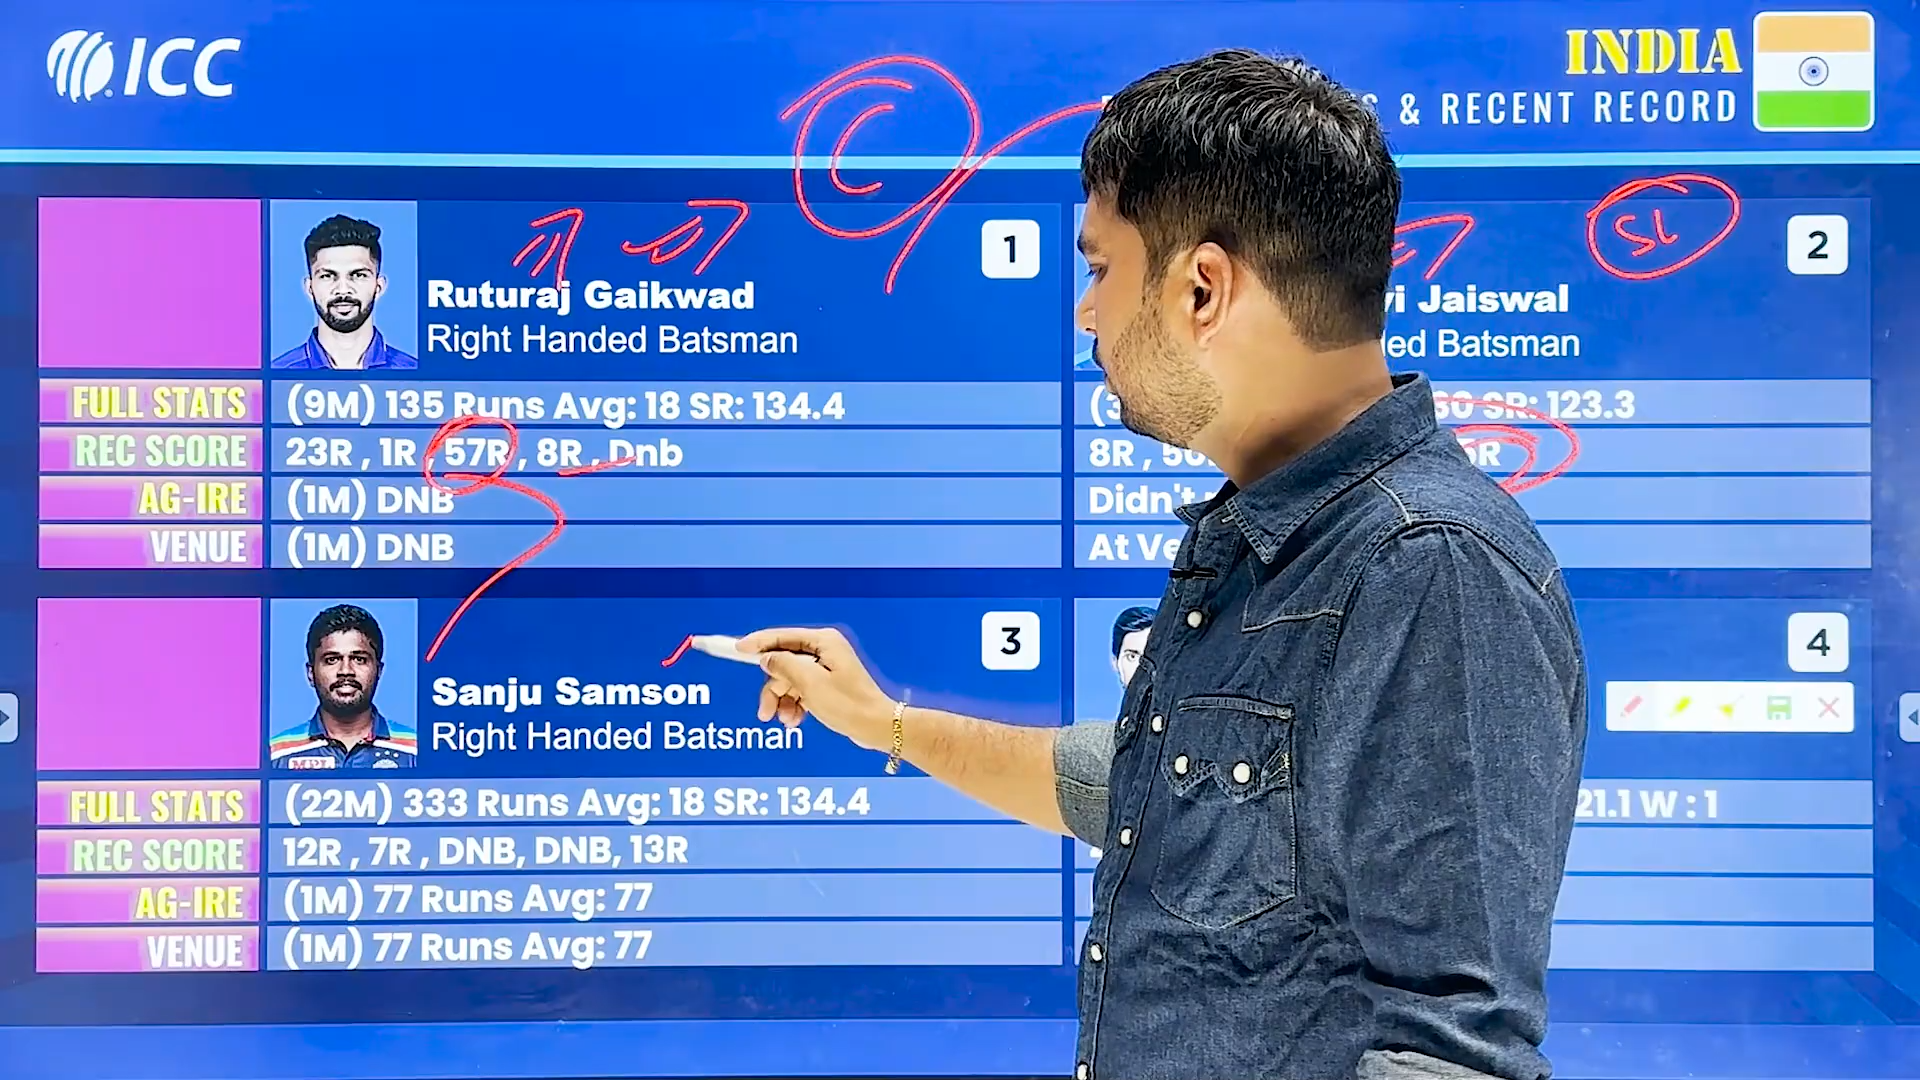 ICC
INDIA
& RECENT RECORD
C
SL
1
Ruturaj Gaikwad
Right Handed Batsman
FULL STATS (9M) 135 Runs Avg: 18 SR: 134.4
REC SCORE 23R , 1R , 57R , 8R , Dnb
AG-IRE (1M) DNB
VENUE (1M) DNB
2
Jaiswal
Batsman
SR: 123.3
8R ,
Didn't
At
3
Sanju Samson
Right Handed Batsman
MPL
FULL STATS (22M) 333 Runs Avg: 18 SR: 134.4
REC SCORE 12R , 7R , DNB, DNB, 13R
AG-IRE (1M) 77 Runs Avg: 77
VENUE (1M) 77 Runs Avg: 77
4
21.1 W : 1